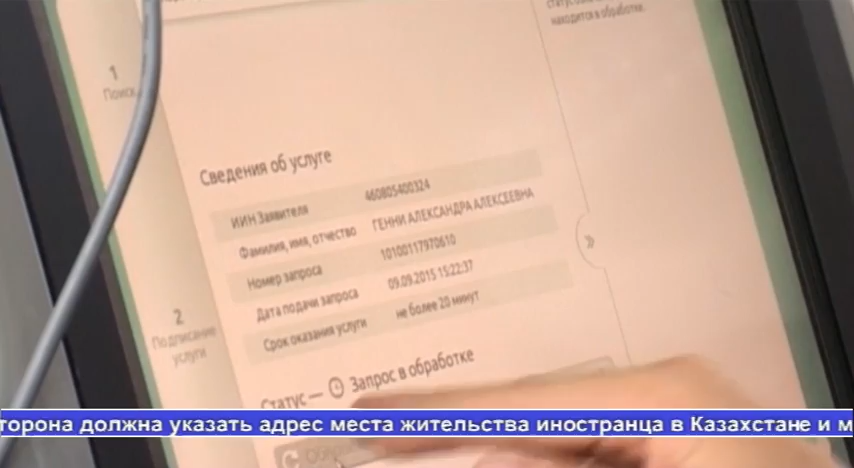 находится в обработке.
1
Поиск
Сведения об услуге
ИИН Заявителя 460805400324
Фамилия, имя, отчество ГЕННИ АЛЕКСАНДРА АЛЕКСЕЕВНА
Номер запроса 10100117970610
Дата подачи запроса 09.09.2015 15:22:37
Срок оказания услуги не более 20 минут
2
Подписание
услуги
»
Статус — Запрос в обработке
торона должна указать адрес места жительства иностранца в Казахстане и м